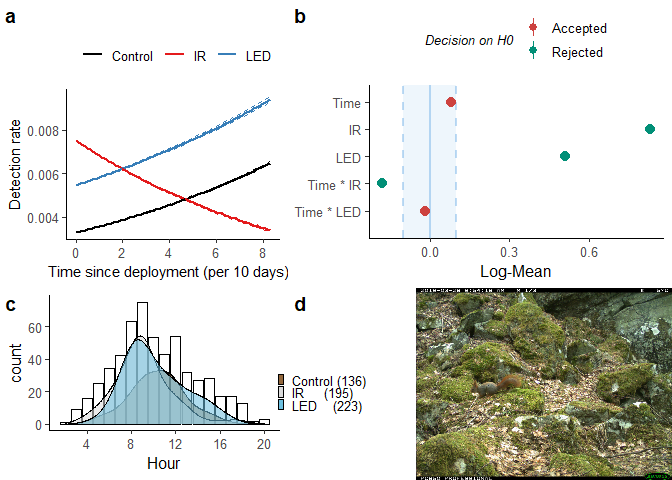 a
Control IR LED
Detection rate
0.008
0.006
0.004
0 2 4 6 8
Time since deployment (per 10 days)
b
Decision on H0
Accepted
Rejected
Time
IR
LED
Time * IR
Time * LED
0.0 0.3 0.6
Log-Mean
c
count
60
40
20
0
4 8 12 16 20
Hour
Control (136)
IR (195)
LED (223)
d
PROFESSIONAL